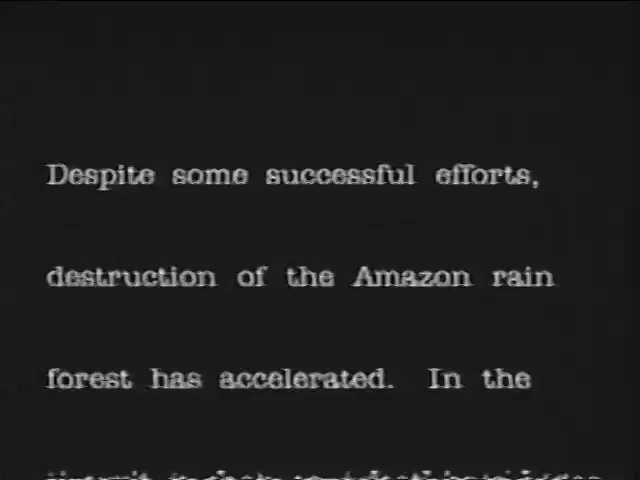 Despite some successful efforts,
destruction of the Amazon rain
forest has accelerated. In the